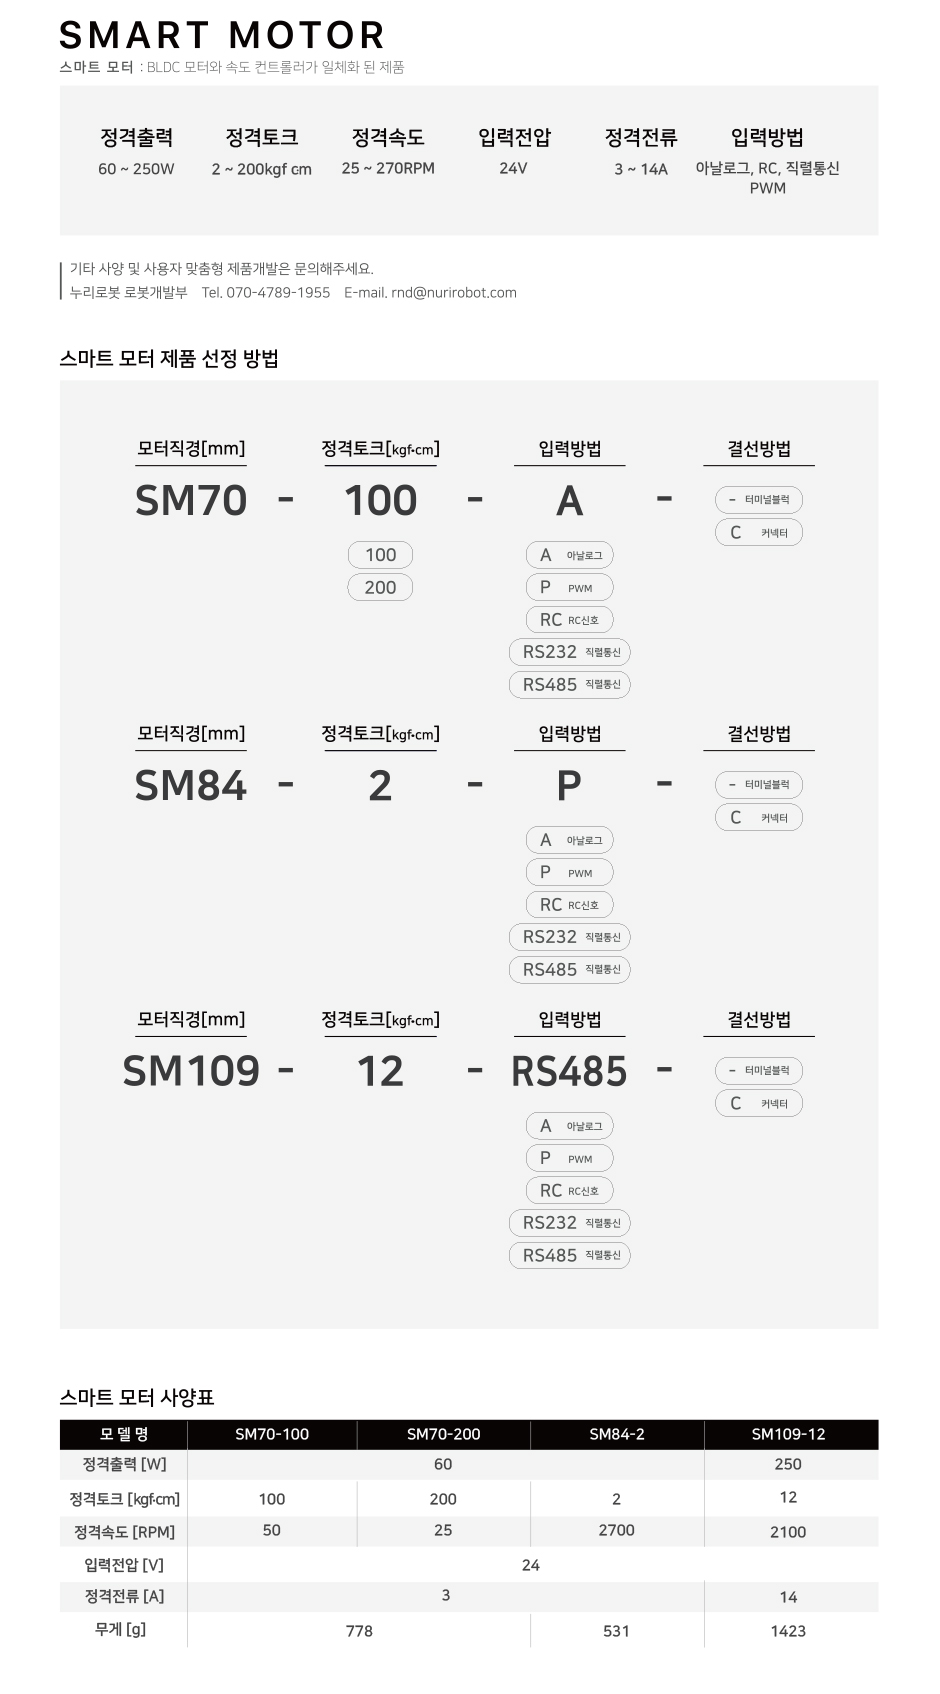 SMART MOTOR
스마트 모터 : BLDC 모터와 속도 컨트롤러가 일체화 된 제품
정격출력 정격토크 정격속도 입력전압 정격전류 입력방법
60 ~ 250W 2 ~ 200kgf cm 25 ~ 270RPM 24V 3 ~ 14A 아날로그, RC, 직렬통신
PWM
기타 사양 및 사용자 맞춤형 제품개발은 문의해주세요.
누리로봇 로봇개발부 Tel. 070-4789-1955 E-mail. rnd@nurirobot.com
스마트 모터 제품 선정 방법
모터직경[mm] 정격토크[kgf·cm] 입력방법 결선방법
SM70 - 100 - A - - 터미널블럭
C 커넥터
100 A 아날로그
200 P PWM
RC RC신호
RS232 직렬통신
RS485 직렬통신
모터직경[mm] 정격토크[kgf·cm] 입력방법 결선방법
SM84 - 2 - P - - 터미널블럭
C 커넥터
A 아날로그
P PWM
RC RC신호
RS232 직렬통신
RS485 직렬통신
모터직경[mm] 정격토크[kgf·cm] 입력방법 결선방법
SM109 - 12 - RS485 - - 터미널블럭
C 커넥터
A 아날로그
P PWM
RC RC신호
RS232 직렬통신
RS485 직렬통신
스마트 모터 사양표
모 델 명 SM70-100 SM70-200 SM84-2 SM109-12
정격출력 [W] 60 250
정격토크 [kgf·cm] 100 200 2 12
정격속도 [RPM] 50 25 2700 2100
입력전압 [V] 24
정격전류 [A] 3 14
무게 [g] 778 531 1423